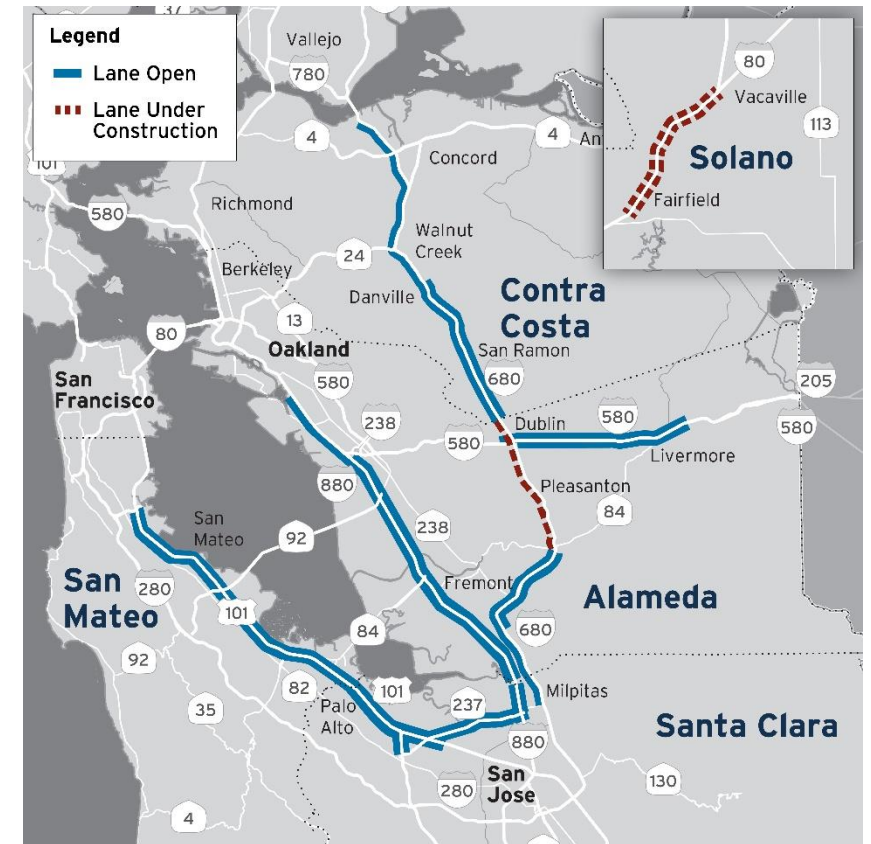 37
Legend
Lane Open
Lane Under
Construction
Vallejo
780
80
Vacaville
113
Solano
Fairfield
4
4
An
101
Concord
580
Richmond
Walnut
Creek
24
Berkeley
Danville
Contra
Costa
13
80
Oakland
San Ramon
680
San
Francisco
580
205
238
Dublin
580
580
580
Livermore
880
Pleasanton
84
San
Mateo
92
238
San
Mateo
280
Fremont
Alameda
101
84
680
92
82
101
237
Milpitas
35
Palo
Alto
Santa Clara
880
San
Jose
280
130
4